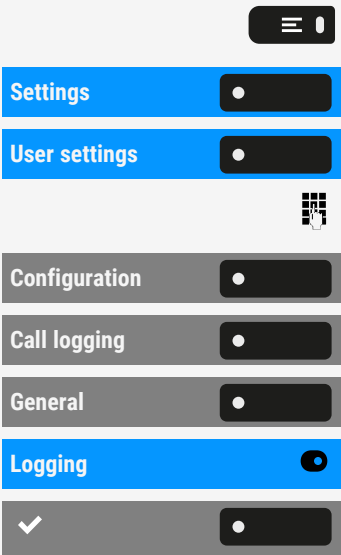 Settings
User settings
Configuration
Call logging
General
Logging